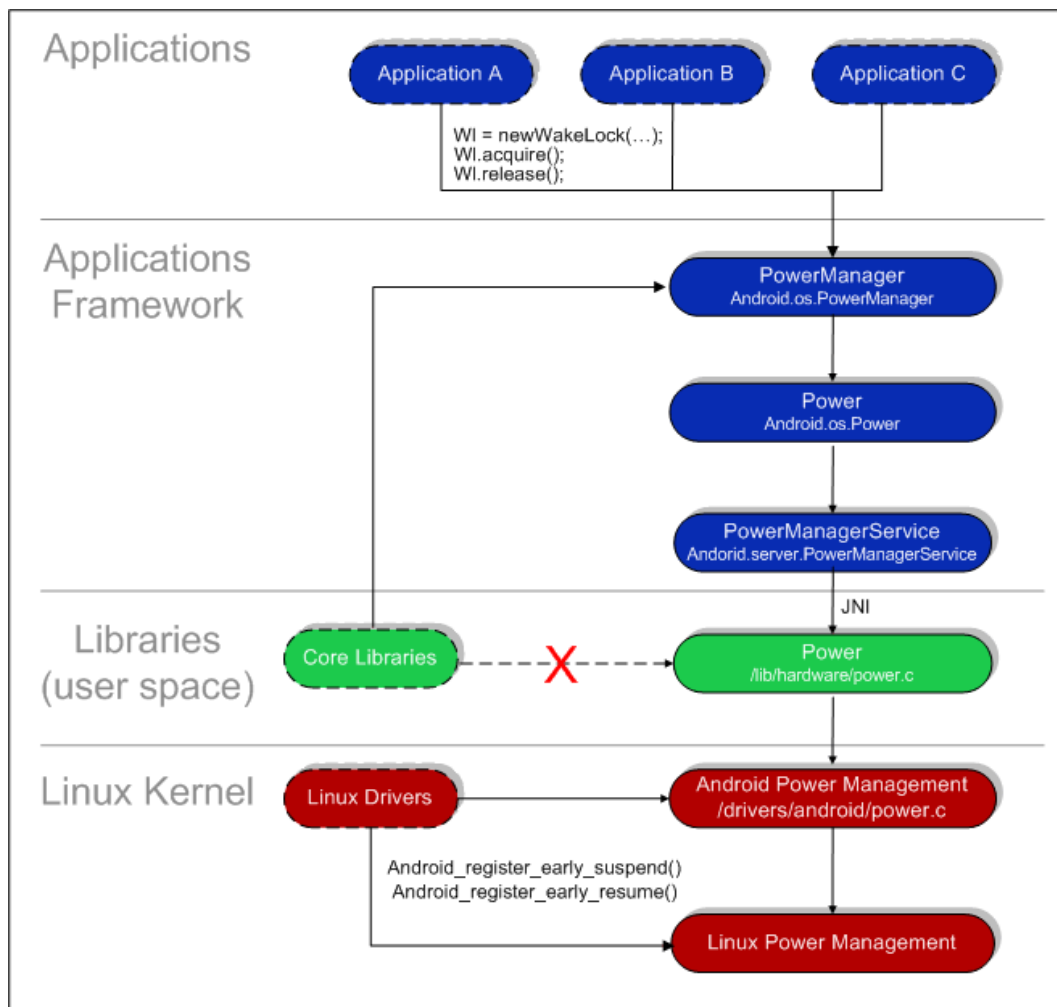 Applications
Application A
Application B
Application C
Wl = newWakeLock(…);
Wl.acquire();
Wl.release();
Applications
Framework
PowerManager
Android.os.PowerManager
Power
Android.os.Power
PowerManagerService
Andorid.server.PowerManagerService
JNI
Libraries
(user space)
Core Libraries
X
Power
/lib/hardware/power.c
Linux Kernel
Linux Drivers
Android Power Management
/drivers/android/power.c
Android_register_early_suspend()
Android_register_early_resume()
Linux Power Management